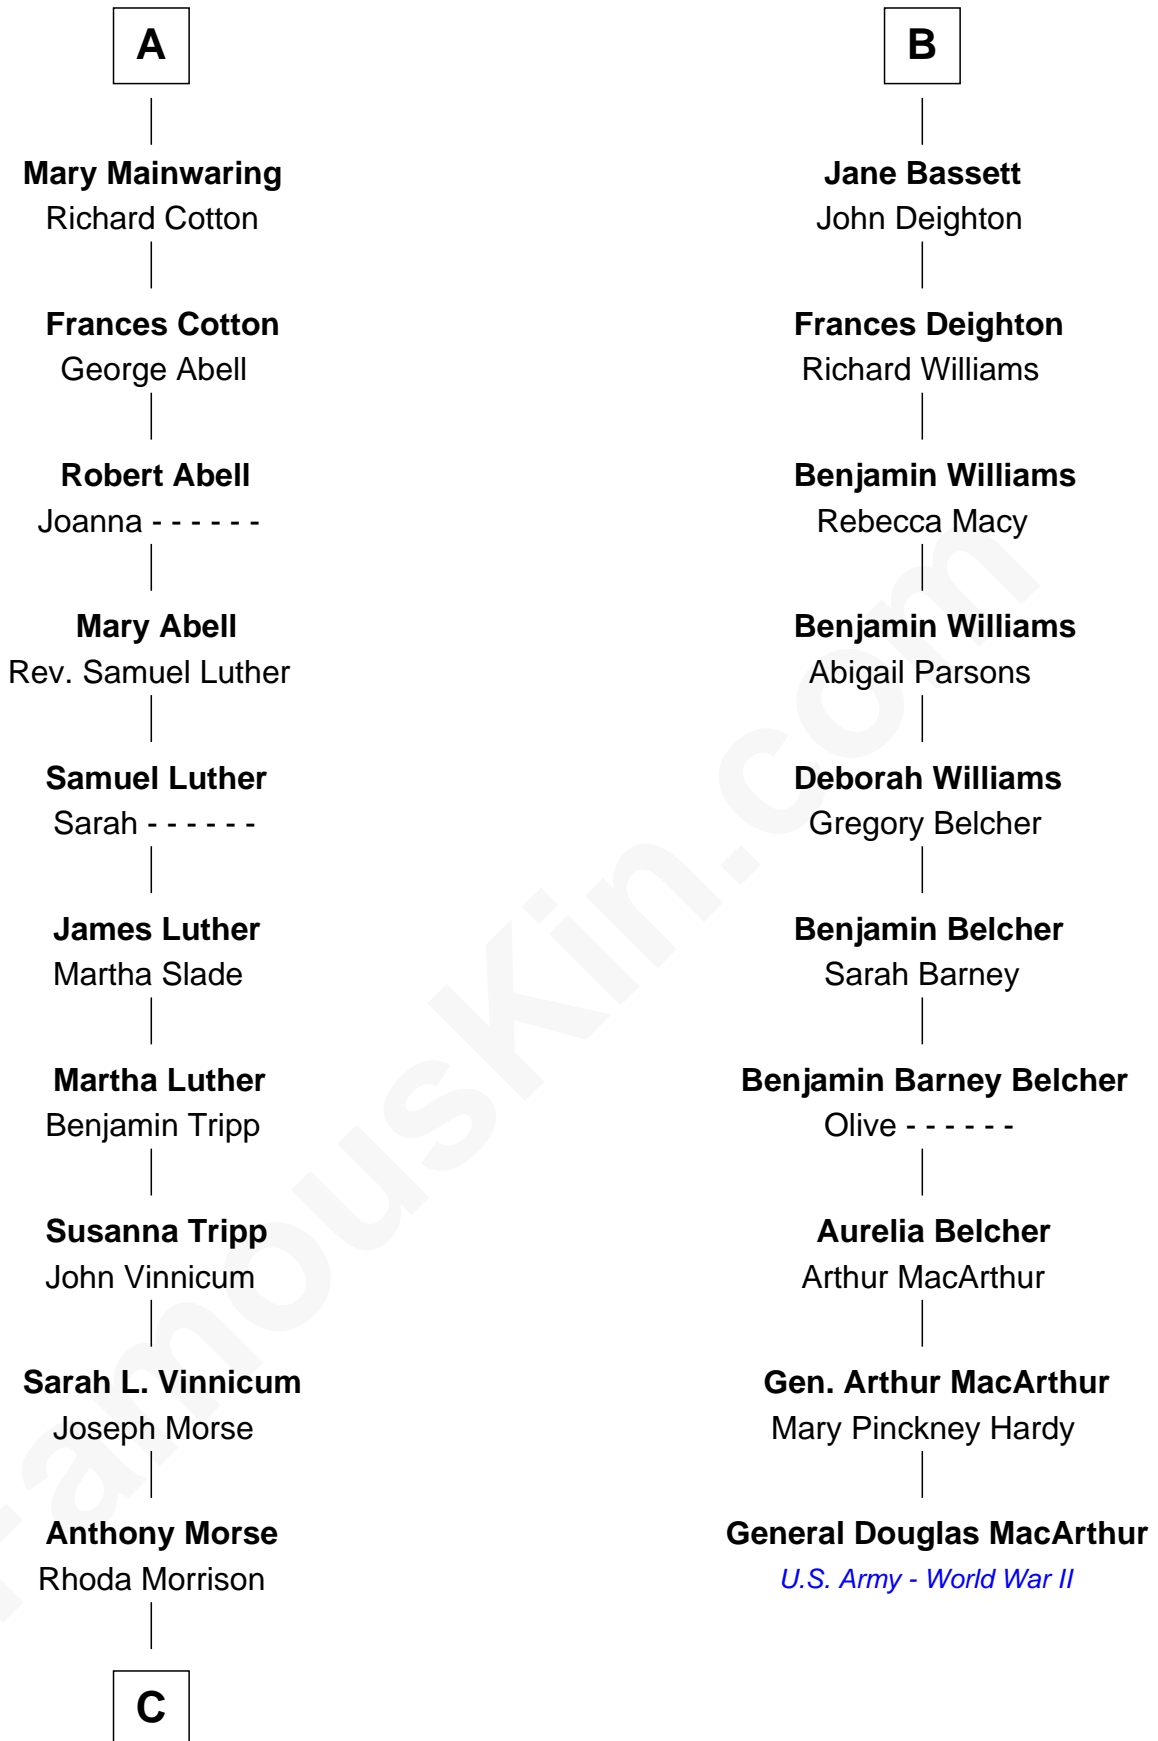 A
Mary Mainwaring
Richard Cotton
Frances Cotton
George Abell
Robert Abell
Joanna - - - - - -
Mary Abell
Rev. Samuel Luther
Samuel Luther
Sarah - - - - - -
James Luther
Martha Slade
Martha Luther
Benjamin Tripp
Susanna Tripp
John Vinnicum
Sarah L. Vinnicum
Joseph Morse
Anthony Morse
Rhoda Morrison
C
B
Jane Bassett
John Deighton
Frances Deighton
Richard Williams
Benjamin Williams
Rebecca Macy
Benjamin Williams
Abigail Parsons
Deborah Williams
Gregory Belcher
Benjamin Belcher
Sarah Barney
Benjamin Barney Belcher
Olive - - - - - -
Aurelia Belcher
Arthur MacArthur
Gen. Arthur MacArthur
Mary Pinckney Hardy
General Douglas MacArthur
U.S. Army - World War II
FamousKin.com